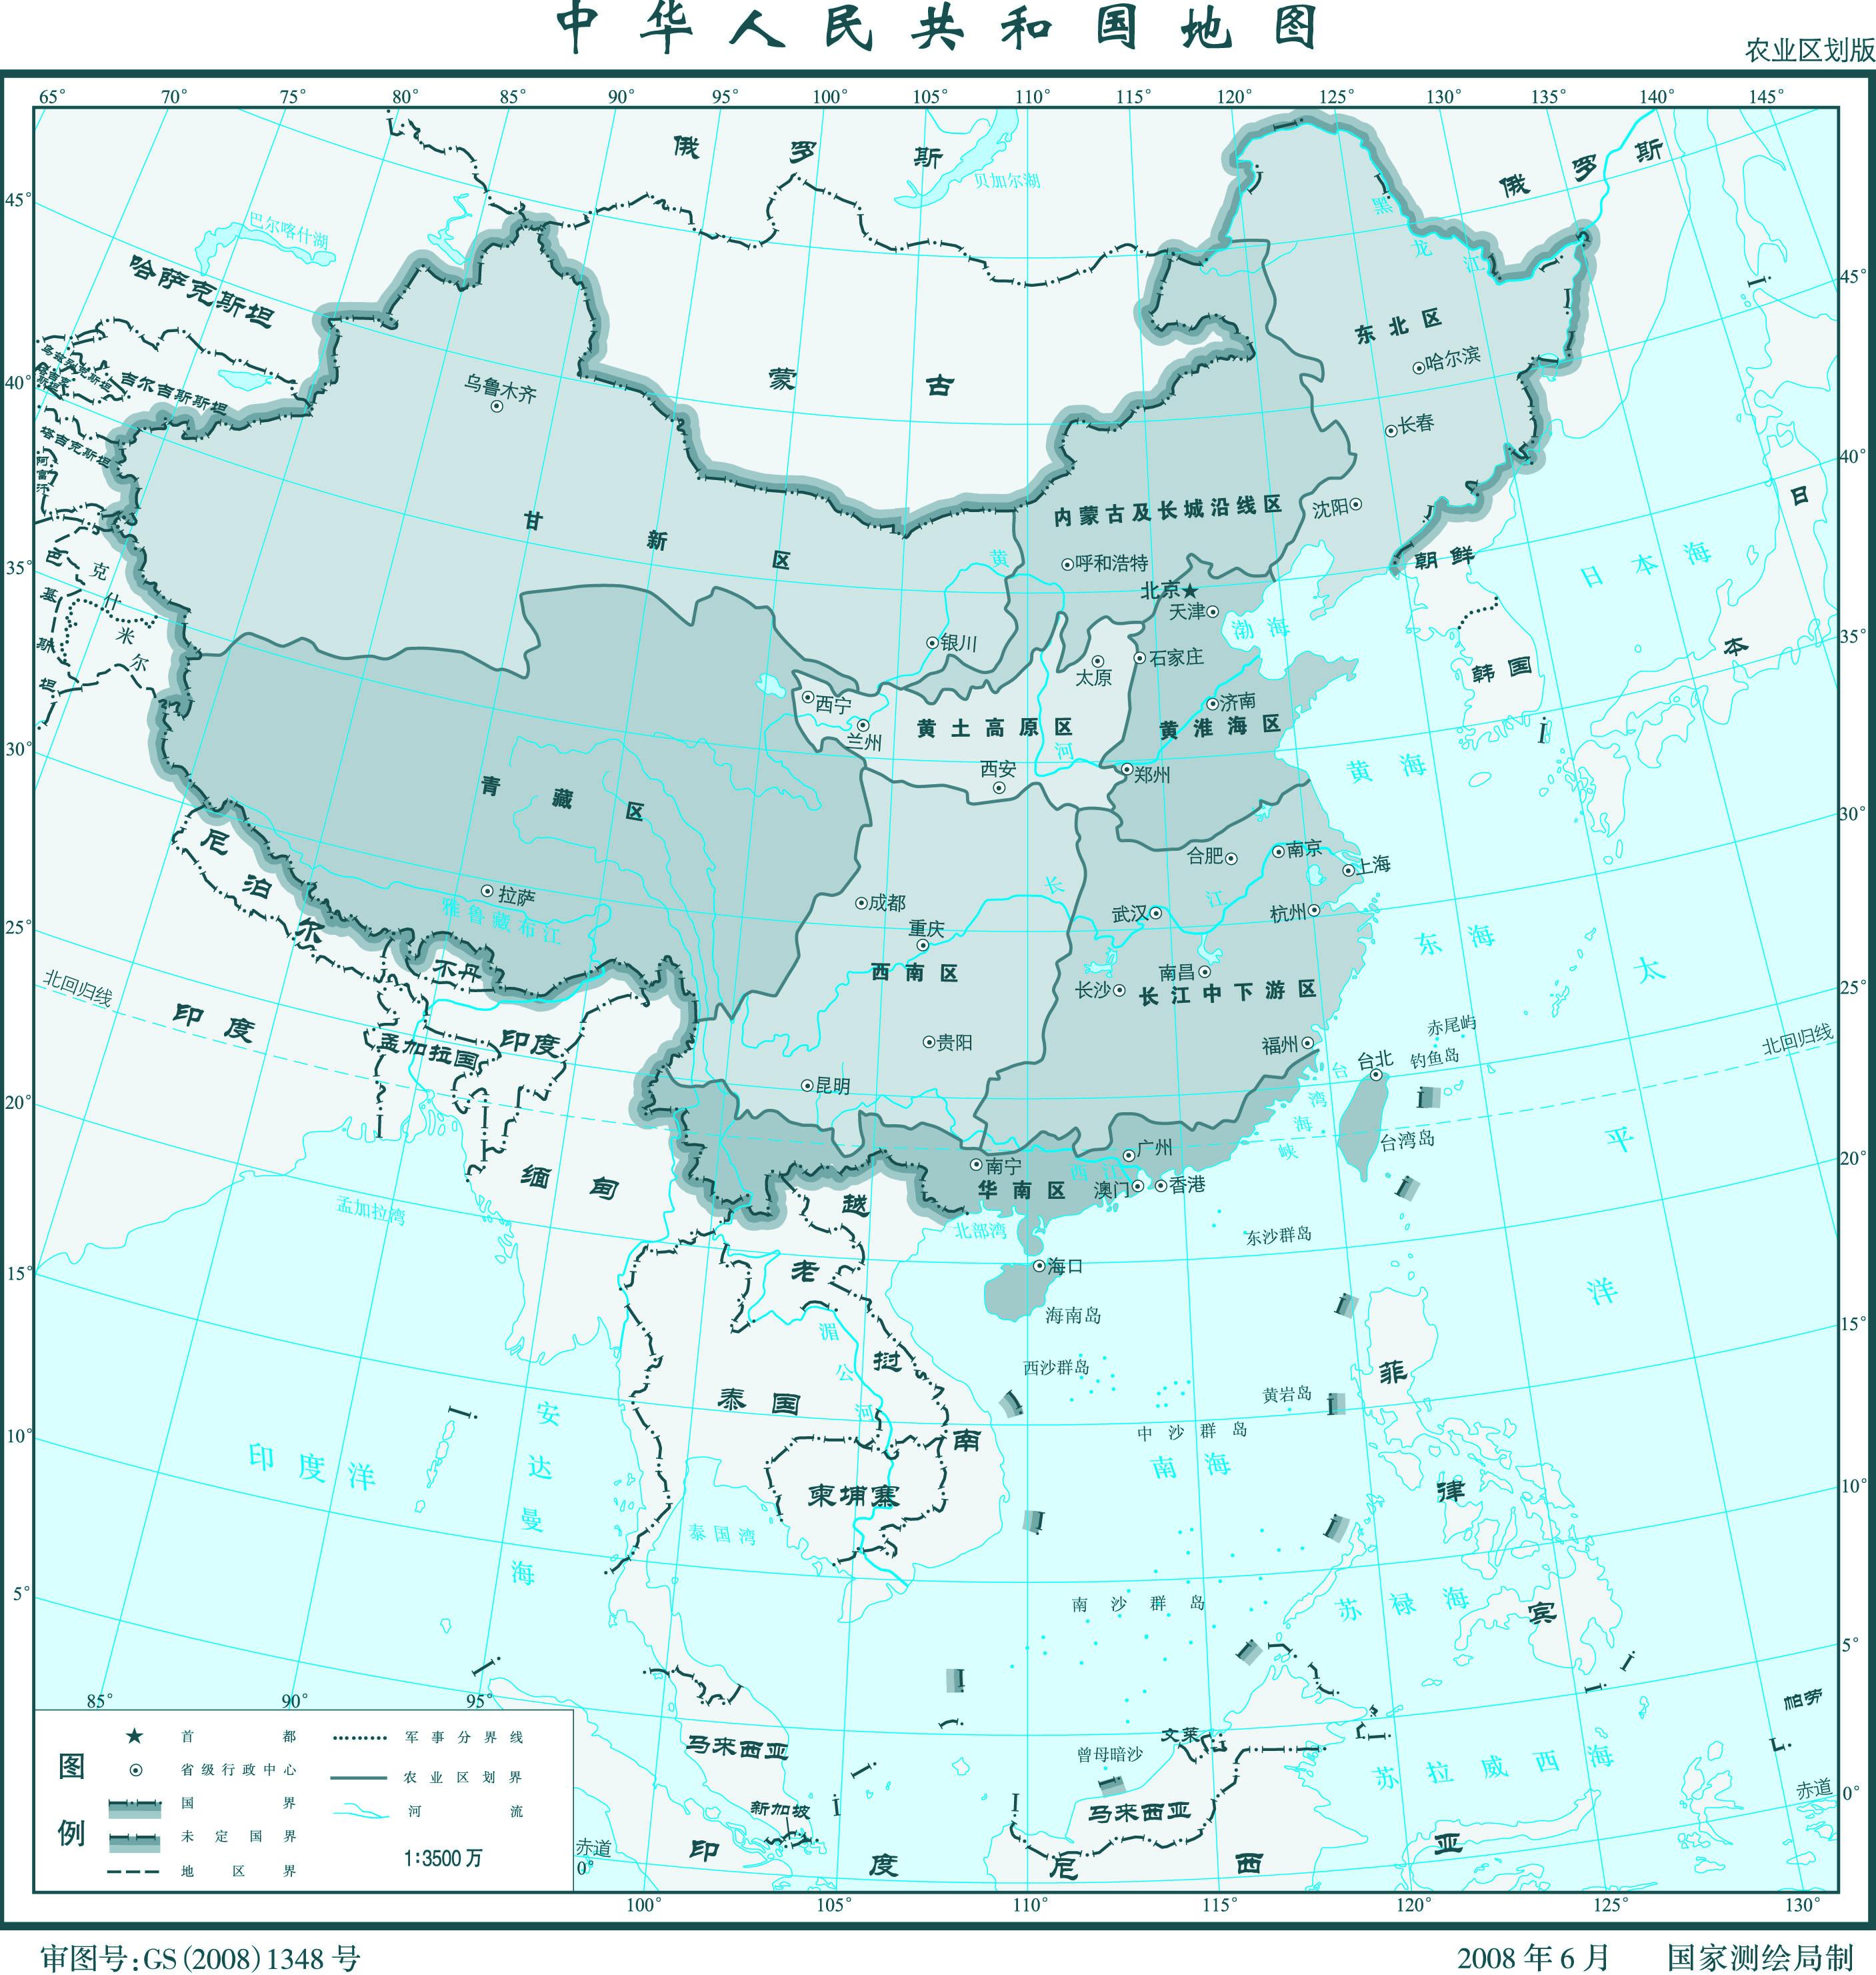 中华人民共和国地图
农业区划版
65° 70° 75° 80° 85° 90° 95° 100° 105° 110° 115° 120° 125° 130° 135° 140° 145°
俄罗斯
俄罗斯
贝加尔湖
巴尔喀什湖
哈萨克斯坦
黑龙江
45°
45°
东北区
哈尔滨
乌兹别克斯坦
吉尔吉斯斯坦
蒙古
乌鲁木齐
40°
长春
塔吉克斯坦
40°
阿富汗
日本
甘新区
内蒙古及长城沿线区
沈阳
黄
呼和浩特
朝鲜
日本海
巴基斯坦
克什米尔
35°
北京
天津
渤海
35°
银川
石家庄
太原
韩国
西宁
济南
兰州
黄土高原区
黄淮海区
30°
河
黄海
西安
郑州
青藏区
30°
尼泊尔
合肥
南京
上海
淮
拉萨
成都
长江
武汉
杭州
雅鲁藏布江
重庆
25°
东海
不丹
西南区
南昌
太平洋
北回归线
长沙
长江中下游区
25°
印度
印度
孟加拉国
贵阳
福州
赤尾屿
北回归线
台北
钓鱼岛
昆明
台湾海峡
20°
台湾岛
广州
20°
缅甸
南宁
西江
华南区
澳门
香港
越南
孟加拉湾
北部湾
东沙群岛
15°
老挝
海口
海南岛
15°
湄公河
西沙群岛
菲律宾
泰国
黄岩岛
安达曼海
中沙群岛
10°
印度洋
南海
10°
柬埔寨
泰国湾
5°
南沙群岛
苏禄海
5°
85° 90° 95°
帕劳
马来西亚
文莱
曾母暗沙
苏拉威西海
赤道
0°
新加坡
马来西亚
赤道
0°
印度尼西亚
图例
首都
省级行政中心
国界
未定国界
地区界
军事分界线
农业区划界
河流
1:3500 万
100° 105° 110° 115° 120° 125° 130°
审图号:GS(2008)1348 号
2008 年 6 月 国家测绘局制